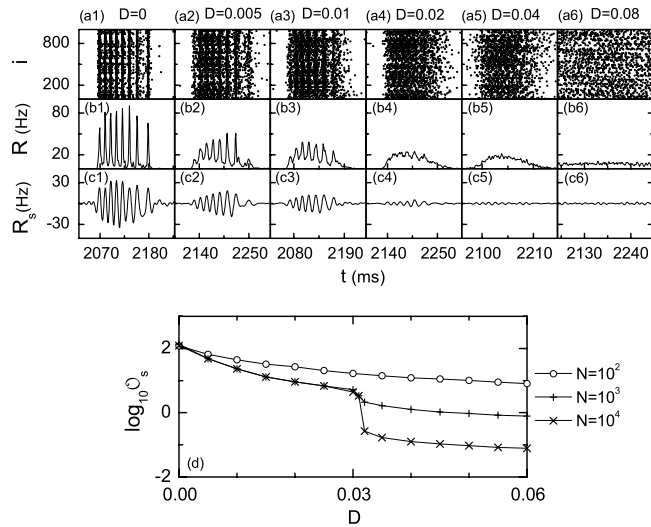 (a1) D=0 (a2) D=0.005 (a3) D=0.01 (a4) D=0.02 (a5) D=0.04 (a6) D=0.08
800
i
200
(b1) (b2) (b3) (b4) (b5) (b6)
80
R (Hz)
20
(c1) (c2) (c3) (c4) (c5) (c6)
30
Rs (Hz)
-30
2070 2180 2140 2250 2080 2190 2140 2250 2100 2210 2140 2240
t (ms)
2
log10 𝒪s
0
-2
(d)
N=10²
N=10³
N=10⁴
0.00 0.03 0.06
D